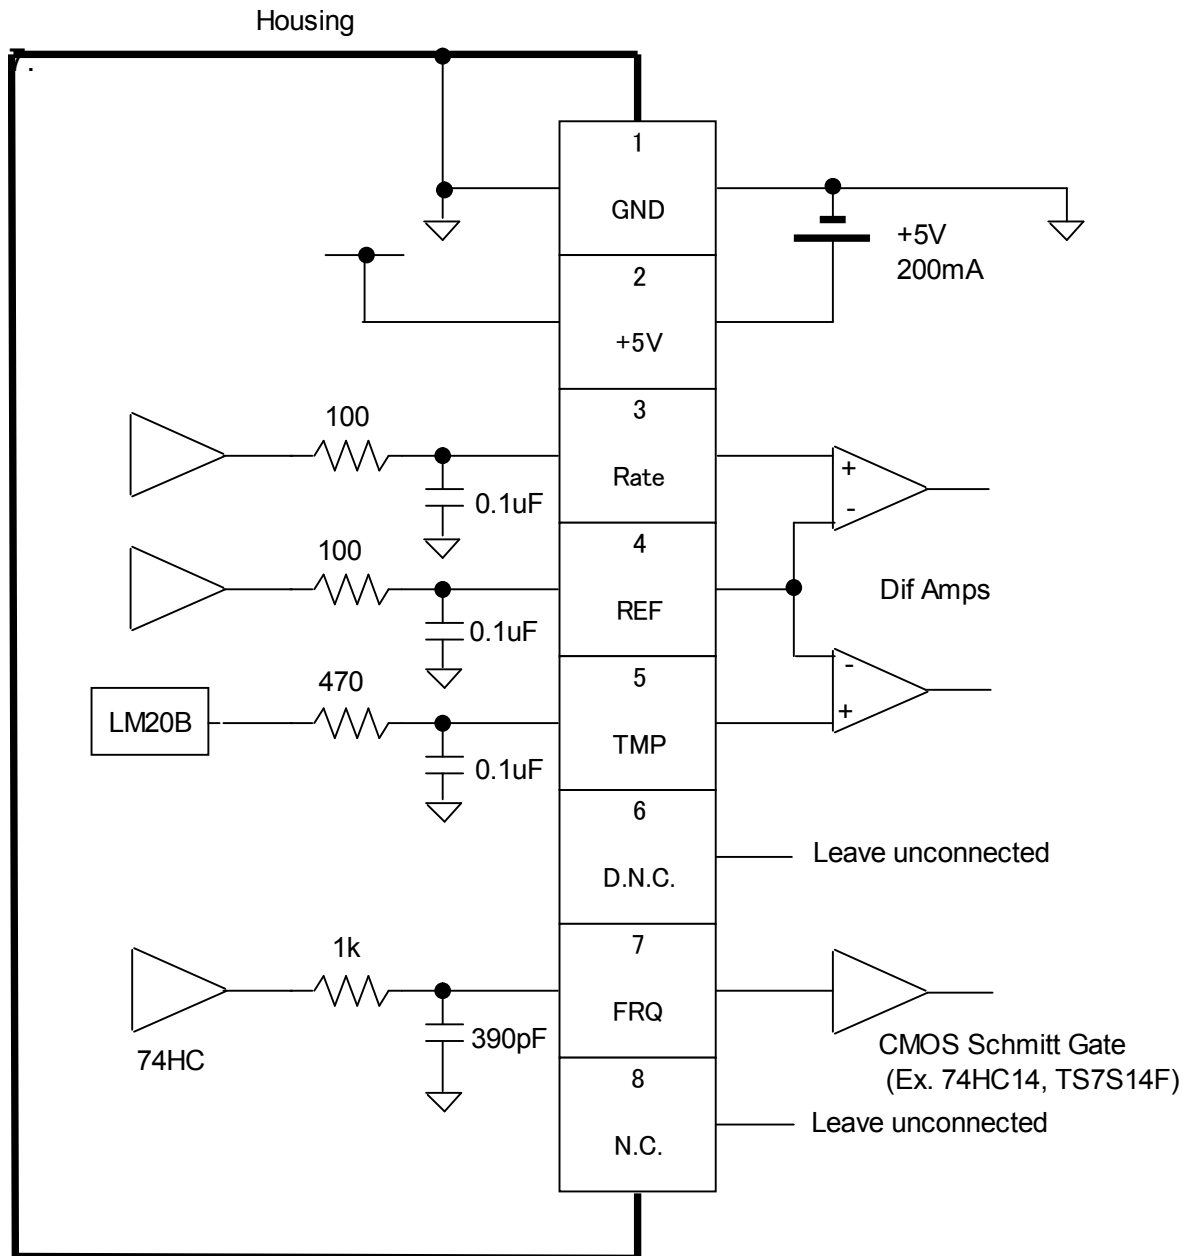 Housing
7.
1
GND
+5V
200mA
2
+5V
100
3
Rate
+
-
0.1uF
100
4
REF
Dif Amps
0.1uF
470
5
-
+
LM20B
TMP
0.1uF
6
Leave unconnected
D.N.C.
1k
7
FRQ
390pF
74HC
CMOS Schmitt Gate
(Ex. 74HC14, TS7S14F)
8
Leave unconnected
N.C.